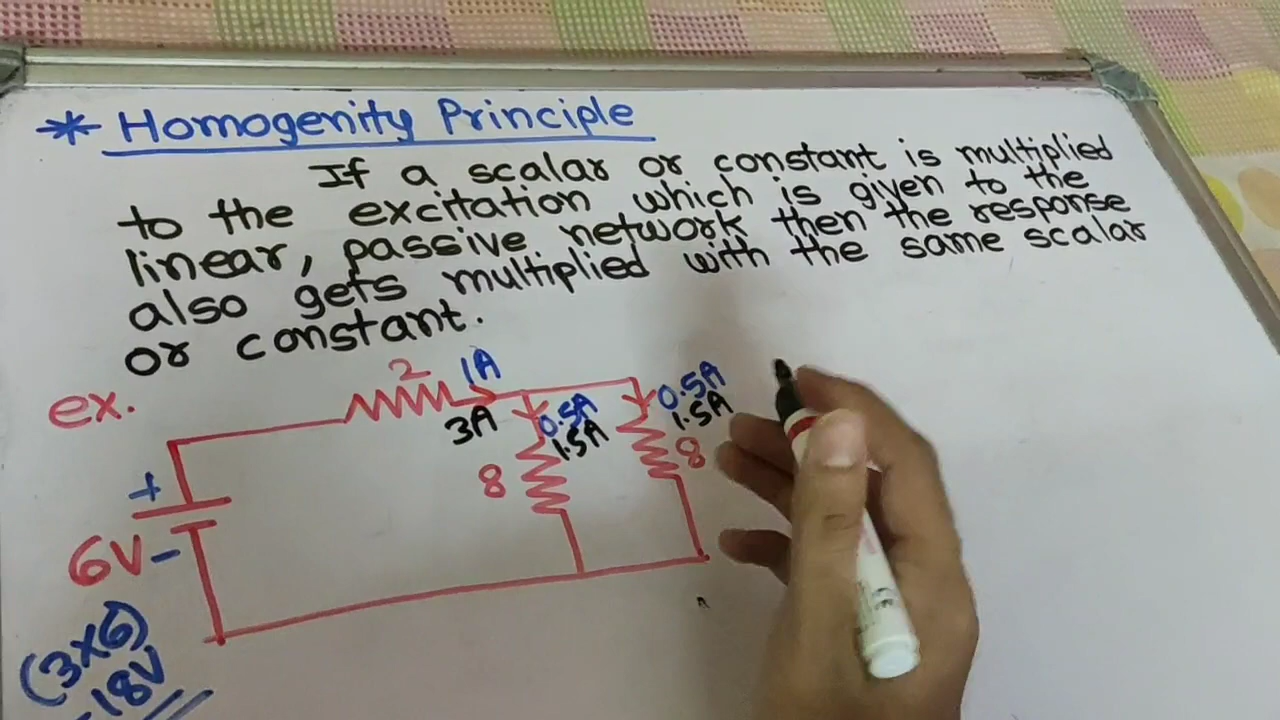 * Homogenity Principle
If a scalar or constant is multiplied
to the excitation which is given to the
linear, passive network then the response
also gets multiplied with the same scalar
or constant.
ex.
2
1A
3A
0.5A
1.5A
0.5A
1.5A
8
8
+
6V
-
(3x6)
18V